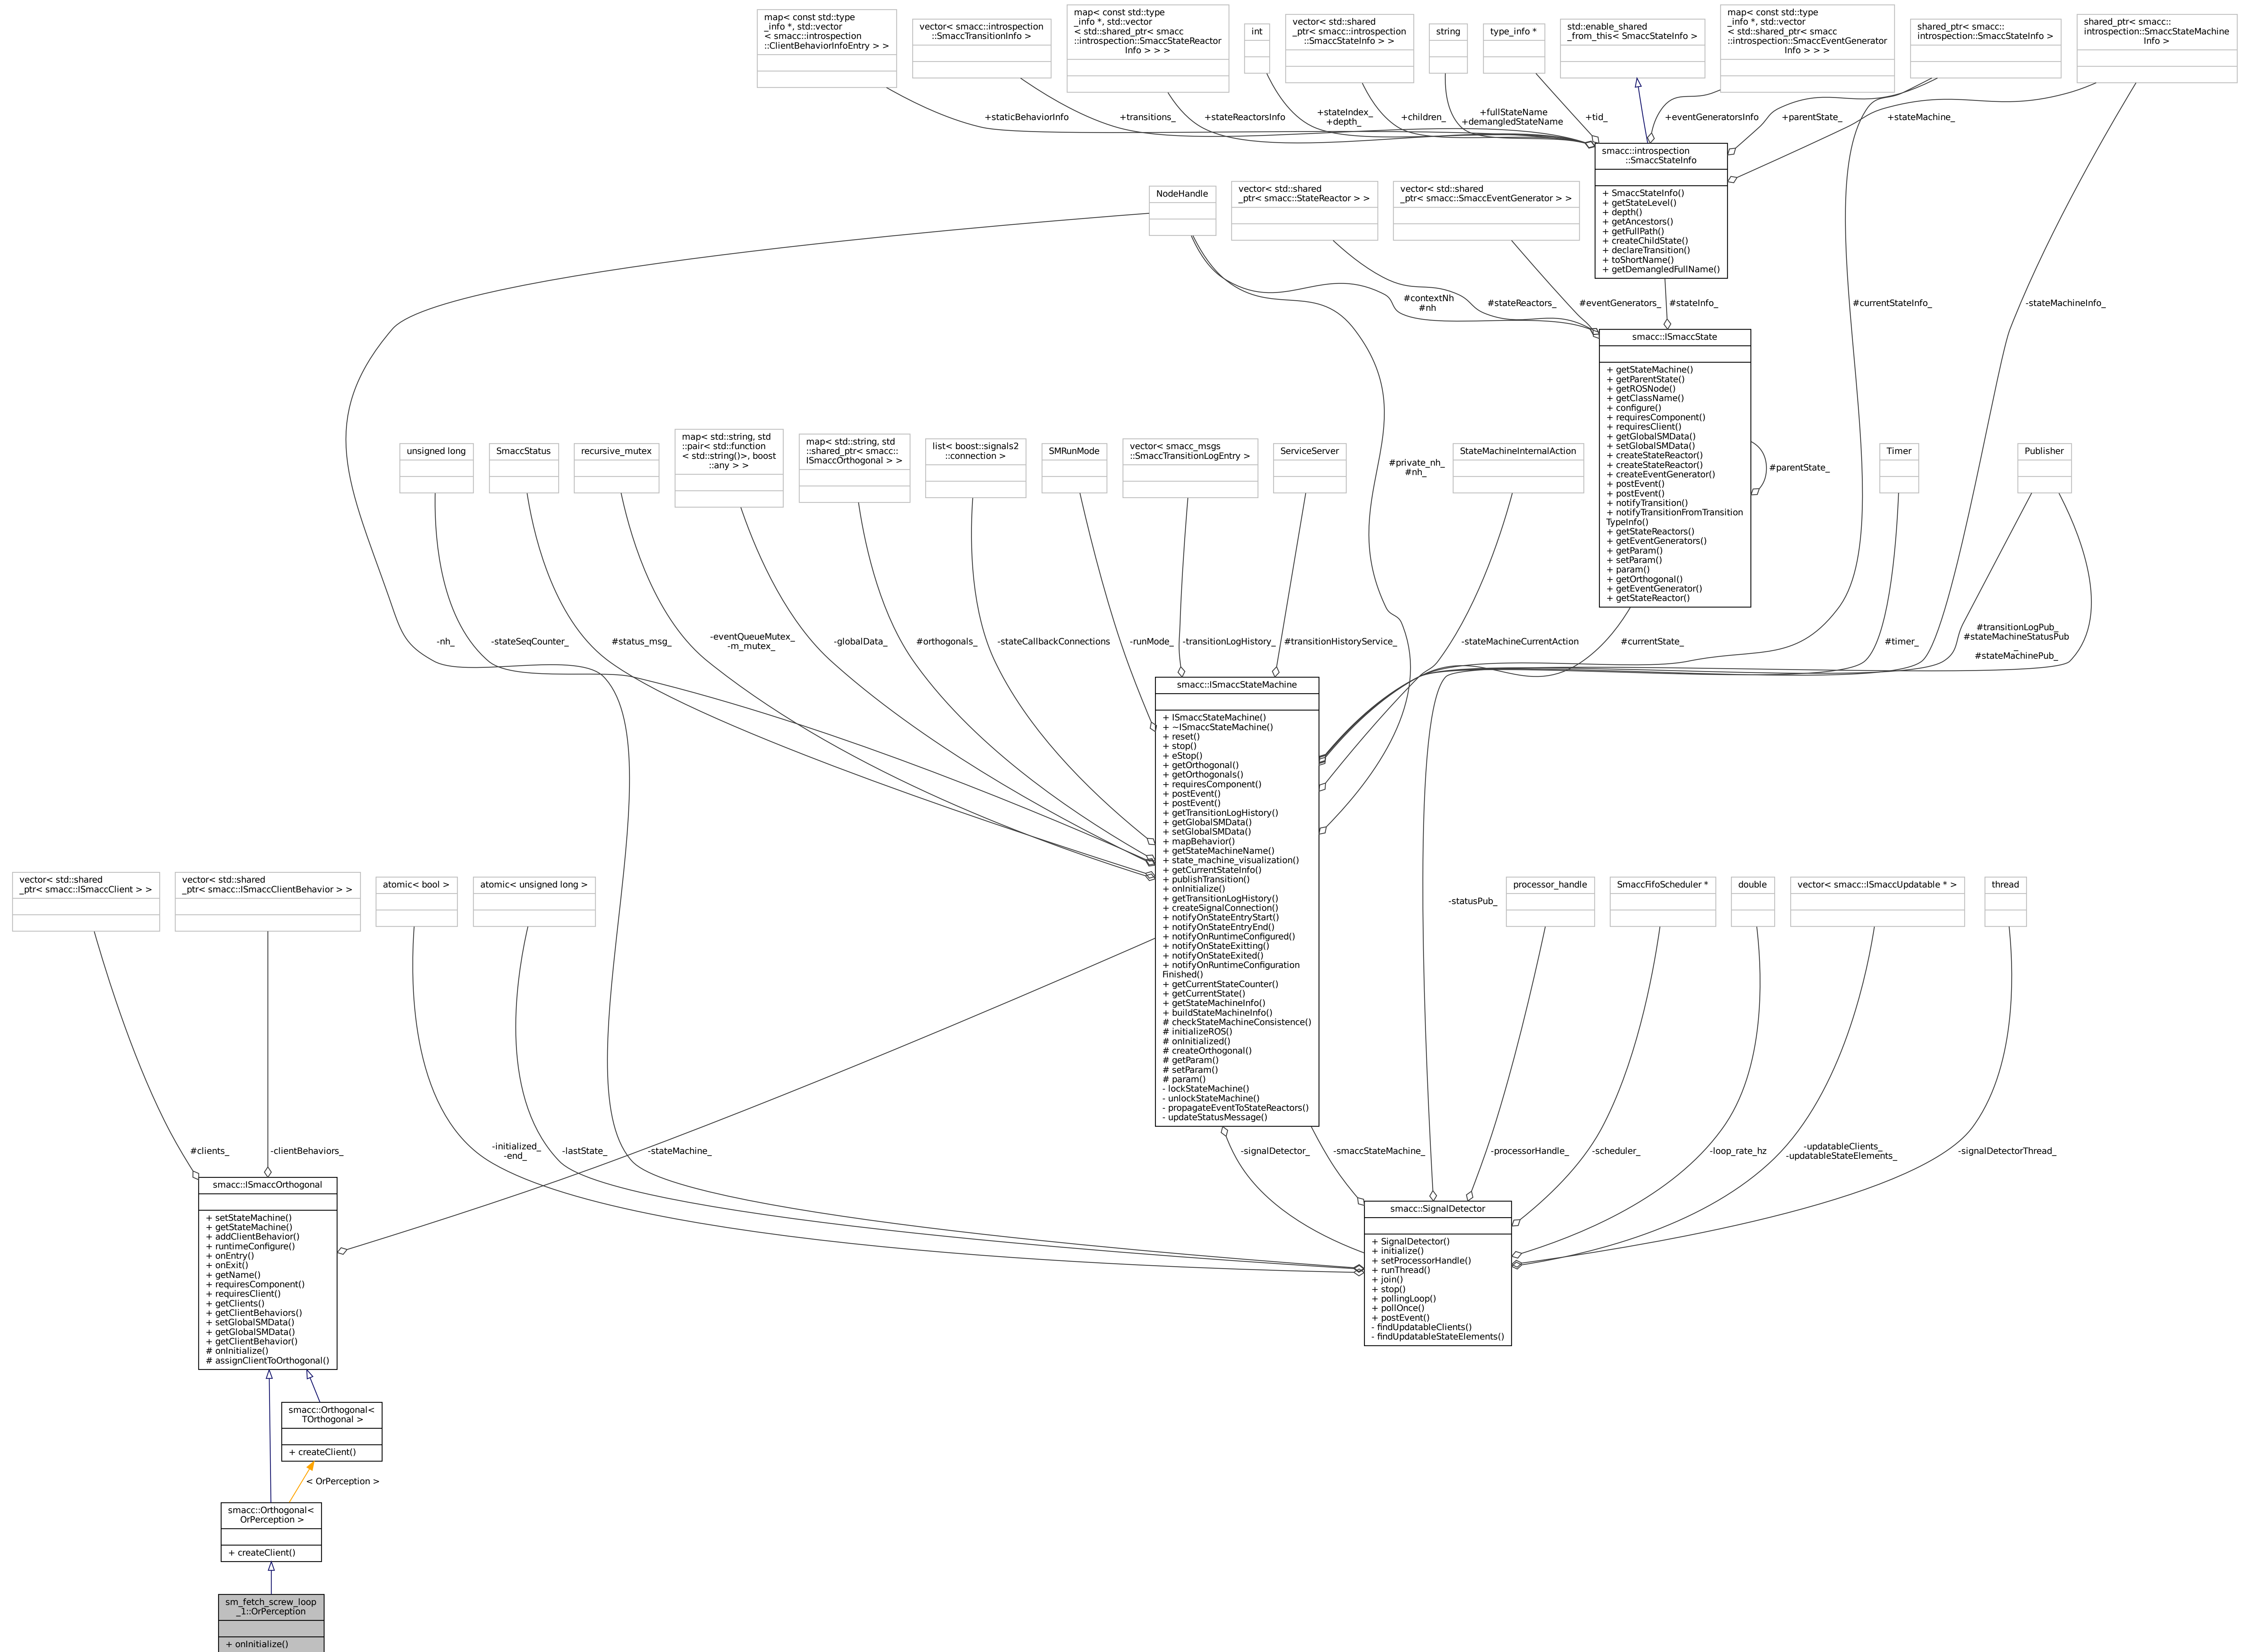 map< const std::type
_info *, std::vector
< smacc::introspection
::ClientBehaviorInfoEntry > >
vector< smacc::introspection
::SmaccTransitionInfo >
map< const std::type
_info *, std::vector
< std::shared_ptr< smacc
::introspection::SmaccStateReactor
Info > > >
int
vector< std::shared
_ptr< smacc::introspection
::SmaccStateInfo > >
string
type_info *
std::enable_shared
_from_this< SmaccStateInfo >
map< const std::type
_info *, std::vector
< std::shared_ptr< smacc
::introspection::SmaccEventGenerator
Info > > >
shared_ptr< smacc::
introspection::SmaccStateInfo >
shared_ptr< smacc::
introspection::SmaccStateMachine
Info >
+staticBehaviorInfo
+transitions_
+stateReactorsInfo
+stateIndex_
+depth_
+children_
+fullStateName
+demangledStateName
+tid_
+eventGeneratorsInfo
+parentState_
+stateMachine_
smacc::introspection
::SmaccStateInfo
+ SmaccStateInfo()
+ getStateLevel()
+ depth()
+ getAncestors()
+ getFullPath()
+ createChildState()
+ declareTransition()
+ toShortName()
+ getDemangledFullName()
NodeHandle
vector< std::shared
_ptr< smacc::StateReactor > >
vector< std::shared
_ptr< smacc::SmaccEventGenerator > >
#contextNh
#nh
#stateReactors_
#eventGenerators_
#stateInfo_
#currentStateInfo_
-stateMachineInfo_
smacc::ISmaccState
+ getStateMachine()
+ getParentState()
+ getROSNode()
+ getClassName()
+ configure()
+ requiresComponent()
+ requiresClient()
+ getGlobalSMData()
+ setGlobalSMData()
+ createStateReactor()
+ createStateReactor()
+ createEventGenerator()
+ postEvent()
+ postEvent()
+ notifyTransition()
+ notifyTransitionFromTransition
TypeInfo()
+ getStateReactors()
+ getEventGenerators()
+ getParam()
+ setParam()
+ param()
+ getOrthogonal()
+ getEventGenerator()
+ getStateReactor()
#parentState_
unsigned long
SmaccStatus
recursive_mutex
map< std::string, std
::pair< std::function
< std::string()>, boost
::any > >
map< std::string, std
::shared_ptr< smacc::
ISmaccOrthogonal > >
list< boost::signals2
::connection >
SMRunMode
vector< smacc_msgs
::SmaccTransitionLogEntry >
ServiceServer
#private_nh_
#nh_
StateMachineInternalAction
Timer
Publisher
-nh_
-stateSeqCounter_
#status_msg_
-eventQueueMutex_
-m_mutex_
-globalData_
#orthogonals_
-stateCallbackConnections
-runMode_
-transitionLogHistory_
#transitionHistoryService_
-stateMachineCurrentAction
#currentState_
#timer_
#transitionLogPub_
#stateMachineStatusPub
_
#stateMachinePub_
smacc::ISmaccStateMachine
+ ISmaccStateMachine()
+ ~ISmaccStateMachine()
+ reset()
+ stop()
+ eStop()
+ getOrthogonal()
+ getOrthogonals()
+ requiresComponent()
+ postEvent()
+ postEvent()
+ getTransitionLogHistory()
+ getGlobalSMData()
+ setGlobalSMData()
+ mapBehavior()
+ getStateMachineName()
+ state_machine_visualization()
+ getCurrentStateInfo()
+ publishTransition()
+ onInitialize()
+ getTransitionLogHistory()
+ createSignalConnection()
+ notifyOnStateEntryStart()
+ notifyOnStateEntryEnd()
+ notifyOnRuntimeConfigured()
+ notifyOnStateExitting()
+ notifyOnStateExited()
+ notifyOnRuntimeConfiguration
Finished()
+ getCurrentStateCounter()
+ getCurrentState()
+ getStateMachineInfo()
+ buildStateMachineInfo()
# checkStateMachineConsistence()
# initializeROS()
# onInitialized()
# createOrthogonal()
# getParam()
# setParam()
# param()
- lockStateMachine()
- unlockStateMachine()
- propagateEventToStateReactors()
- updateStatusMessage()
vector< std::shared
_ptr< smacc::ISmaccClient > >
vector< std::shared
_ptr< smacc::ISmaccClientBehavior > >
atomic< bool >
atomic< unsigned long >
-statusPub_
processor_handle
SmaccFifoScheduler *
double
vector< smacc::ISmaccUpdatable * >
thread
#clients_
-clientBehaviors_
-initialized_
-end_
-lastState_
-stateMachine_
-signalDetector_
-smaccStateMachine_
-processorHandle_
-scheduler_
-loop_rate_hz
-updatableClients_
-updatableStateElements_
-signalDetectorThread_
smacc::ISmaccOrthogonal
+ setStateMachine()
+ getStateMachine()
+ addClientBehavior()
+ runtimeConfigure()
+ onEntry()
+ onExit()
+ getName()
+ requiresComponent()
+ requiresClient()
+ getClients()
+ getClientBehaviors()
+ setGlobalSMData()
+ getGlobalSMData()
+ getClientBehavior()
# onInitialize()
# assignClientToOrthogonal()
smacc::SignalDetector
+ SignalDetector()
+ initialize()
+ setProcessorHandle()
+ runThread()
+ join()
+ stop()
+ pollingLoop()
+ pollOnce()
+ postEvent()
- findUpdatableClients()
- findUpdatableStateElements()
smacc::Orthogonal<
TOrthogonal >
+ createClient()
< OrPerception >
smacc::Orthogonal<
OrPerception >
+ createClient()
sm_fetch_screw_loop
_1::OrPerception
+ onInitialize()